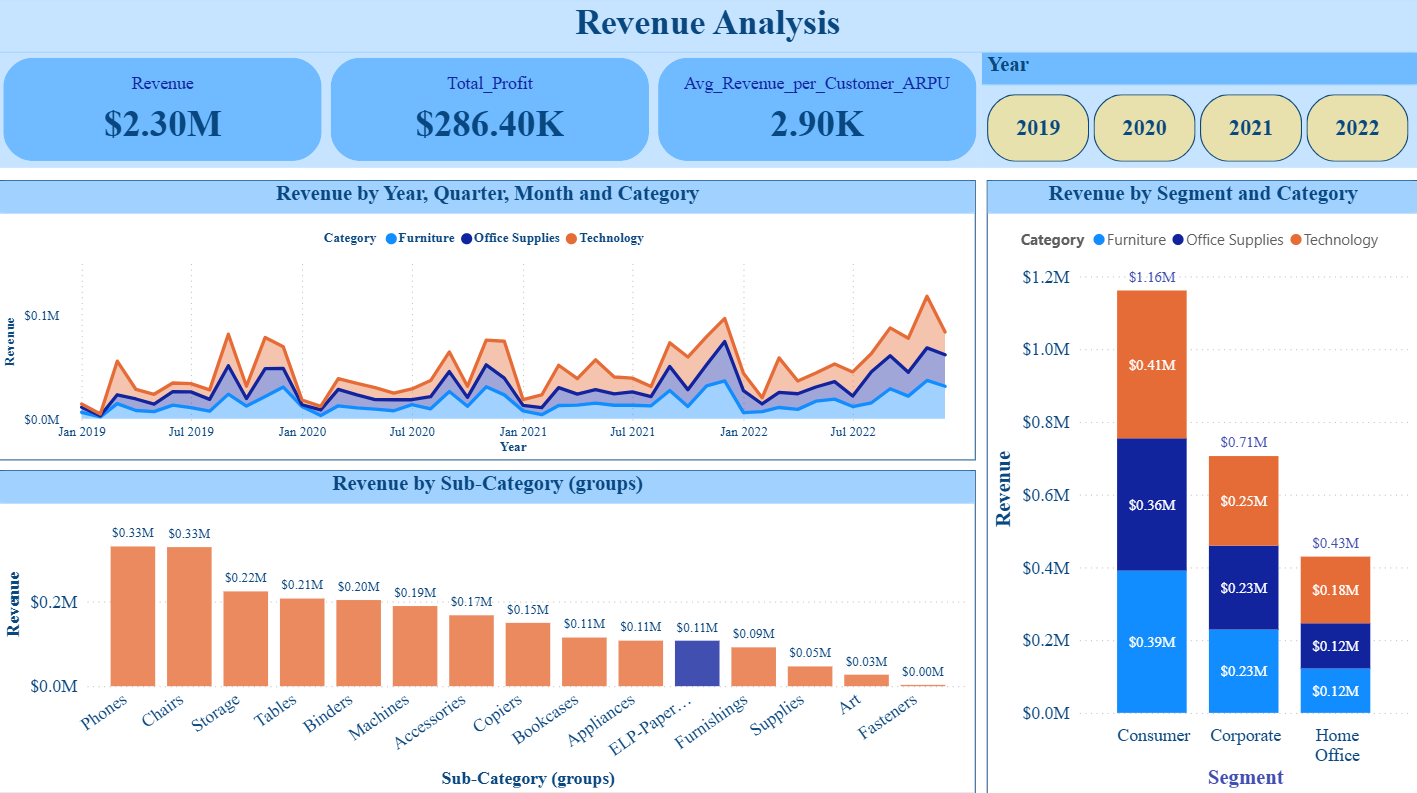 Revenue Analysis
Revenue
$2.30M
Total_Profit
$286.40K
Avg_Revenue_per_Customer_ARPU
2.90K
Year
2019
2020
2021
2022
Revenue by Year, Quarter, Month and Category
Category Furniture Office Supplies Technology
Revenue
$0.1M
$0.0M
Jan 2019
Jul 2019
Jan 2020
Jul 2020
Jan 2021
Jul 2021
Jan 2022
Jul 2022
Year
Revenue by Sub-Category (groups)
Revenue
$0.2M
$0.0M
$0.33M
$0.33M
$0.22M
$0.21M
$0.20M
$0.19M
$0.17M
$0.15M
$0.11M
$0.11M
$0.11M
$0.09M
$0.05M
$0.03M
$0.00M
Phones
Chairs
Storage
Tables
Binders
Machines
Accessories
Copiers
Bookcases
Appliances
ELP-Paper…
Furnishings
Supplies
Art
Fasteners
Sub-Category (groups)
Revenue by Segment and Category
Category Furniture Office Supplies Technology
Revenue
$1.2M
$1.0M
$0.8M
$0.6M
$0.4M
$0.2M
$0.0M
$1.16M
$0.41M
$0.36M
$0.39M
$0.71M
$0.25M
$0.23M
$0.23M
$0.43M
$0.18M
$0.12M
$0.12M
Consumer
Corporate
Home
Office
Segment